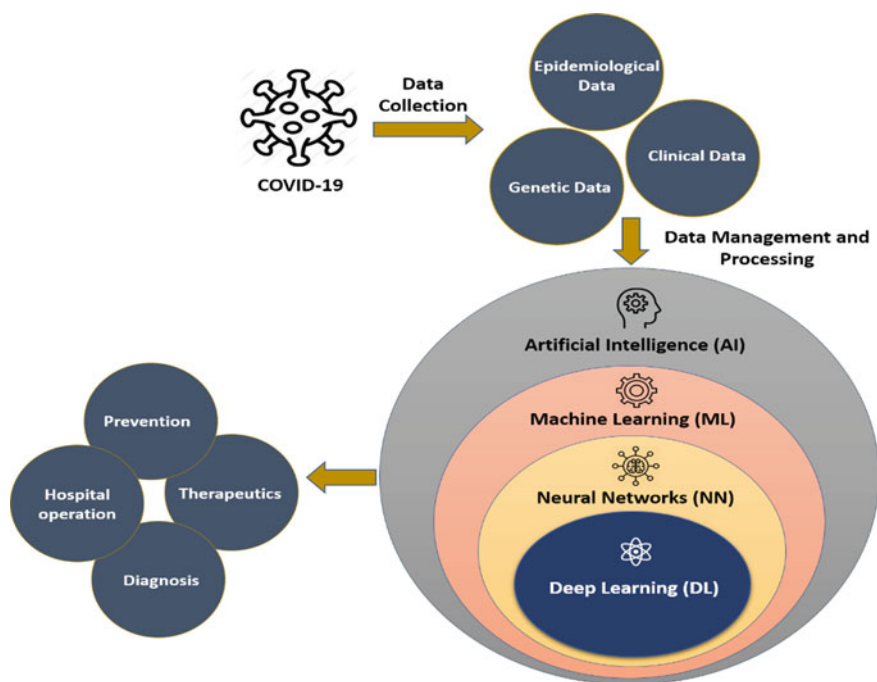 Data
Collection
COVID-19
Epidemiological
Data
Clinical Data
Genetic Data
Data Management and
Processing
Artificial Intelligence (AI)
Machine Learning (ML)
Neural Networks (NN)
Deep Learning (DL)
Prevention
Hospital
operation
Therapeutics
Diagnosis